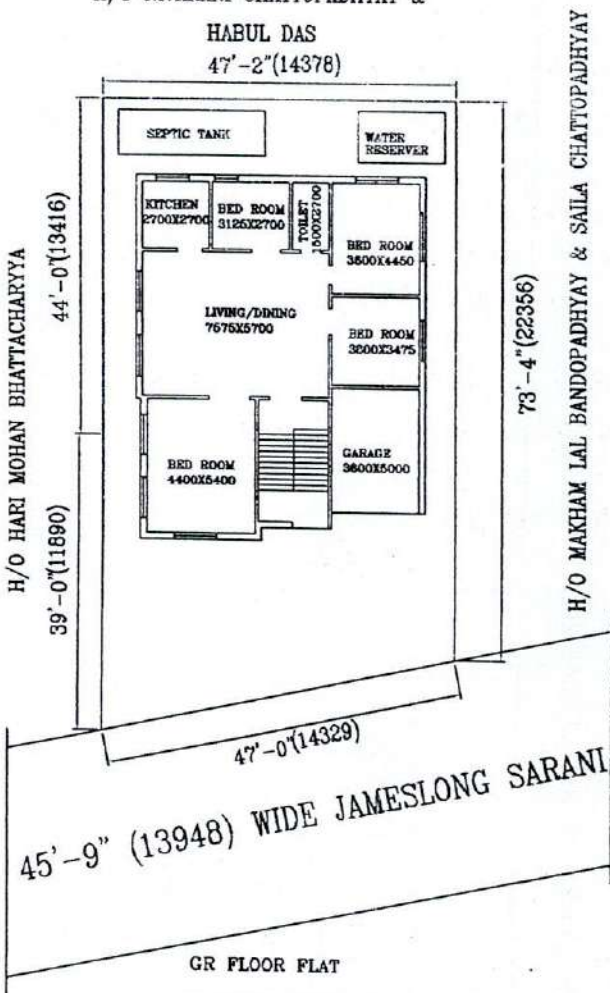 HABUL DAS
47'-2"(14378)
SEPTIC TANK
WATER
RESERVER
KITCHEN
2700X2700
BED ROOM
3125X2700
TOILET
1500X2700
BED ROOM
3600X4450
LIVING/DINING
7575X5700
BED ROOM
3800X3475
BED ROOM
4400X5400
GARAGE
3600X5000
44'-0"(13416)
39'-0"(11890)
H/O HARI MOHAN BHATTACHARYYA
73'-4"(22356)
H/O MAKHAM LAL BANDOPADHYAY & SAILA CHATTOPADHYAY
47'-0"(14329)
45'-9" (13948) WIDE JAMESLONG SARANI
GR FLOOR FLAT